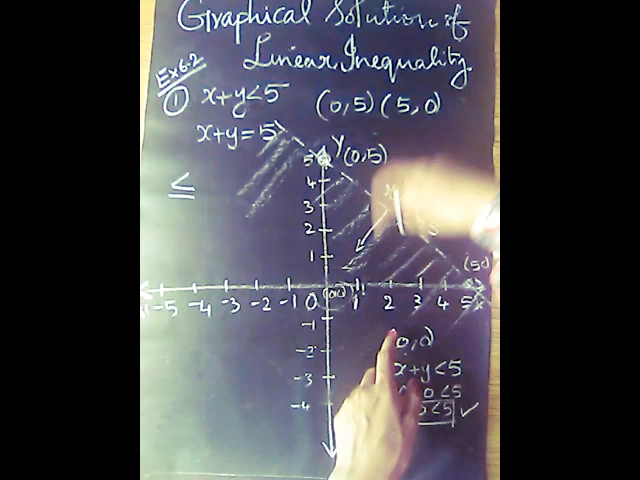 Graphical Solution of
Linear Inequality
Ex 6.2
① x+y<5 (0,5) (5,0)
x+y=5
≤
Y (0,5)
5
4
3
2
1
(5,0)
-5 -4 -3 -2 -1 0 (0,0) 1 2 3 4 5 X
-1
-2
-3
-4
(0,0)
x+y<5
0<5
0<5 ✓